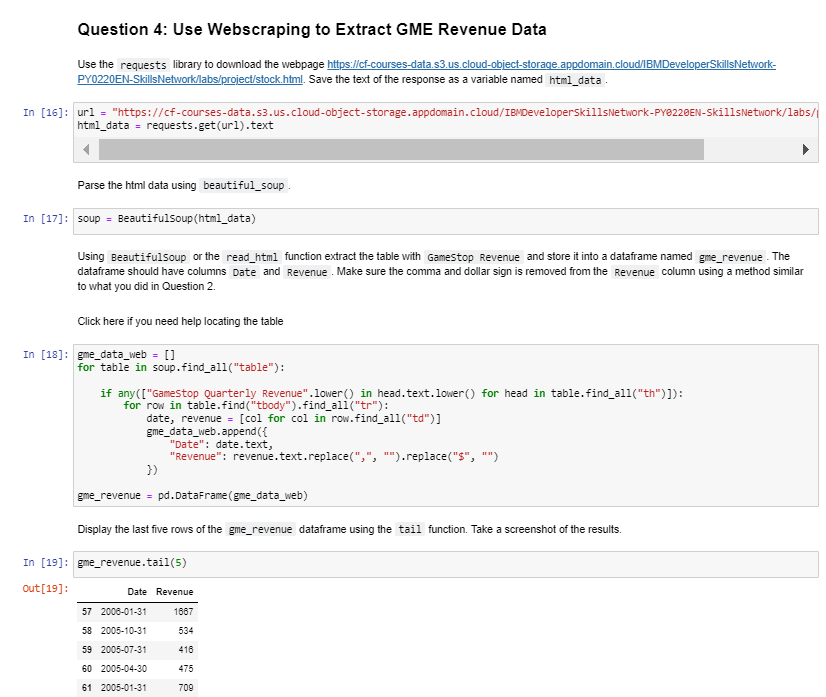 Question 4: Use Webscraping to Extract GME Revenue Data
Use the requests library to download the webpage https://cf-courses-data.s3.us.cloud-object-storage.appdomain.cloud/IBMDeveloperSkillsNetwork-
PY0220EN-SkillsNetwork/labs/project/stock.html. Save the text of the response as a variable named html_data .
In [16]: url = "https://cf-courses-data.s3.us.cloud-object-storage.appdomain.cloud/IBMDeveloperSkillsNetwork-PY0220EN-SkillsNetwork/labs/
html_data = requests.get(url).text
Parse the html data using beautiful_soup .
In [17]: soup = BeautifulSoup(html_data)
Using BeautifulSoup or the read_html function extract the table with GameStop Revenue and store it into a dataframe named gme_revenue . The
dataframe should have columns Date and Revenue . Make sure the comma and dollar sign is removed from the Revenue column using a method similar
to what you did in Question 2.
Click here if you need help locating the table
In [18]: gme_data_web = []
for table in soup.find_all("table"):
if any(["GameStop Quarterly Revenue".lower() in head.text.lower() for head in table.find_all("th")]):
for row in table.find("tbody").find_all("tr"):
date, revenue = [col for col in row.find_all("td")]
gme_data_web.append({
"Date": date.text,
"Revenue": revenue.text.replace(",", "").replace("$", "")
})
gme_revenue = pd.DataFrame(gme_data_web)
Display the last five rows of the gme_revenue dataframe using the tail function. Take a screenshot of the results.
In [19]: gme_revenue.tail(5)
Out[19]:
Date Revenue
57 2006-01-31 1667
58 2005-10-31 534
59 2005-07-31 416
60 2005-04-30 475
61 2005-01-31 709